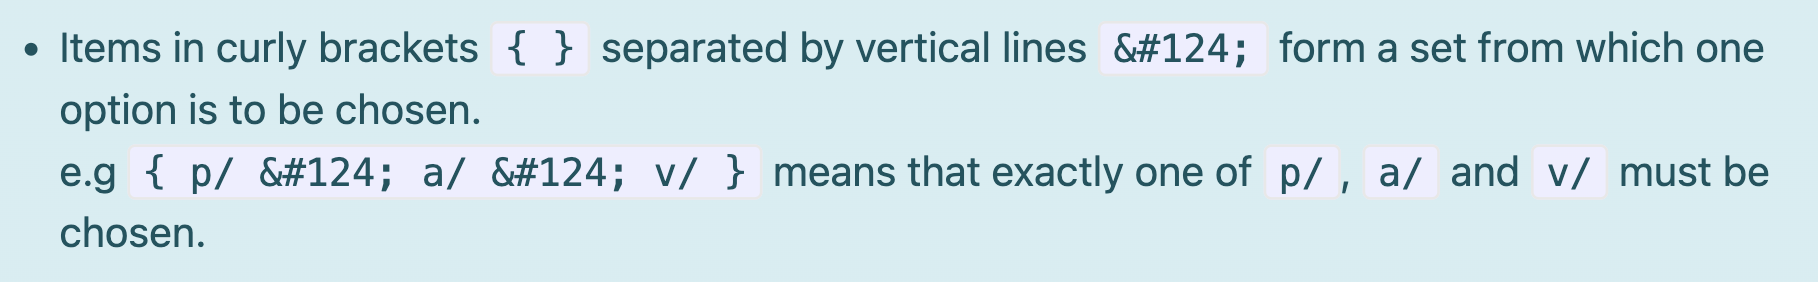 • Items in curly brackets { } separated by vertical lines &#124; form a set from which one
option is to be chosen.
e.g { p/ &#124; a/ &#124; v/ } means that exactly one of p/, a/ and v/ must be
chosen.